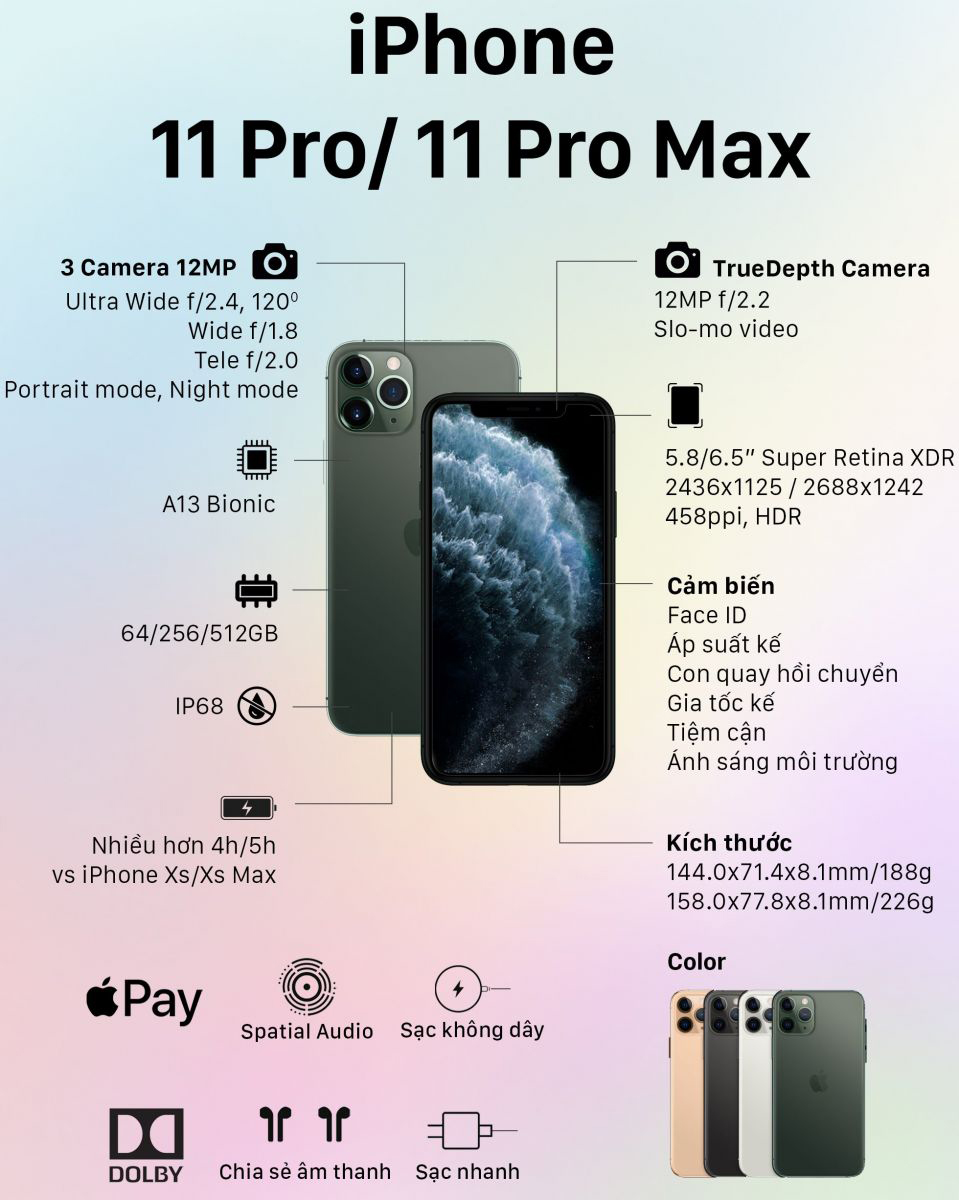 iPhone
11 Pro/ 11 Pro Max
3 Camera 12MP
Ultra Wide f/2.4, 120⁰
Wide f/1.8
Tele f/2.0
Portrait mode, Night mode
A13 Bionic
64/256/512GB
IP68
Nhiều hơn 4h/5h
vs iPhone Xs/Xs Max
TrueDepth Camera
12MP f/2.2
Slo-mo video
5.8/6.5” Super Retina XDR
2436x1125 / 2688x1242
458ppi, HDR
Cảm biến
Face ID
Áp suất kế
Con quay hồi chuyển
Gia tốc kế
Tiệm cận
Ánh sáng môi trường
Kích thước
144.0x71.4x8.1mm/188g
158.0x77.8x8.1mm/226g
Color
Pay
Spatial Audio
Sạc không dây
DOLBY
Chia sẻ âm thanh
Sạc nhanh